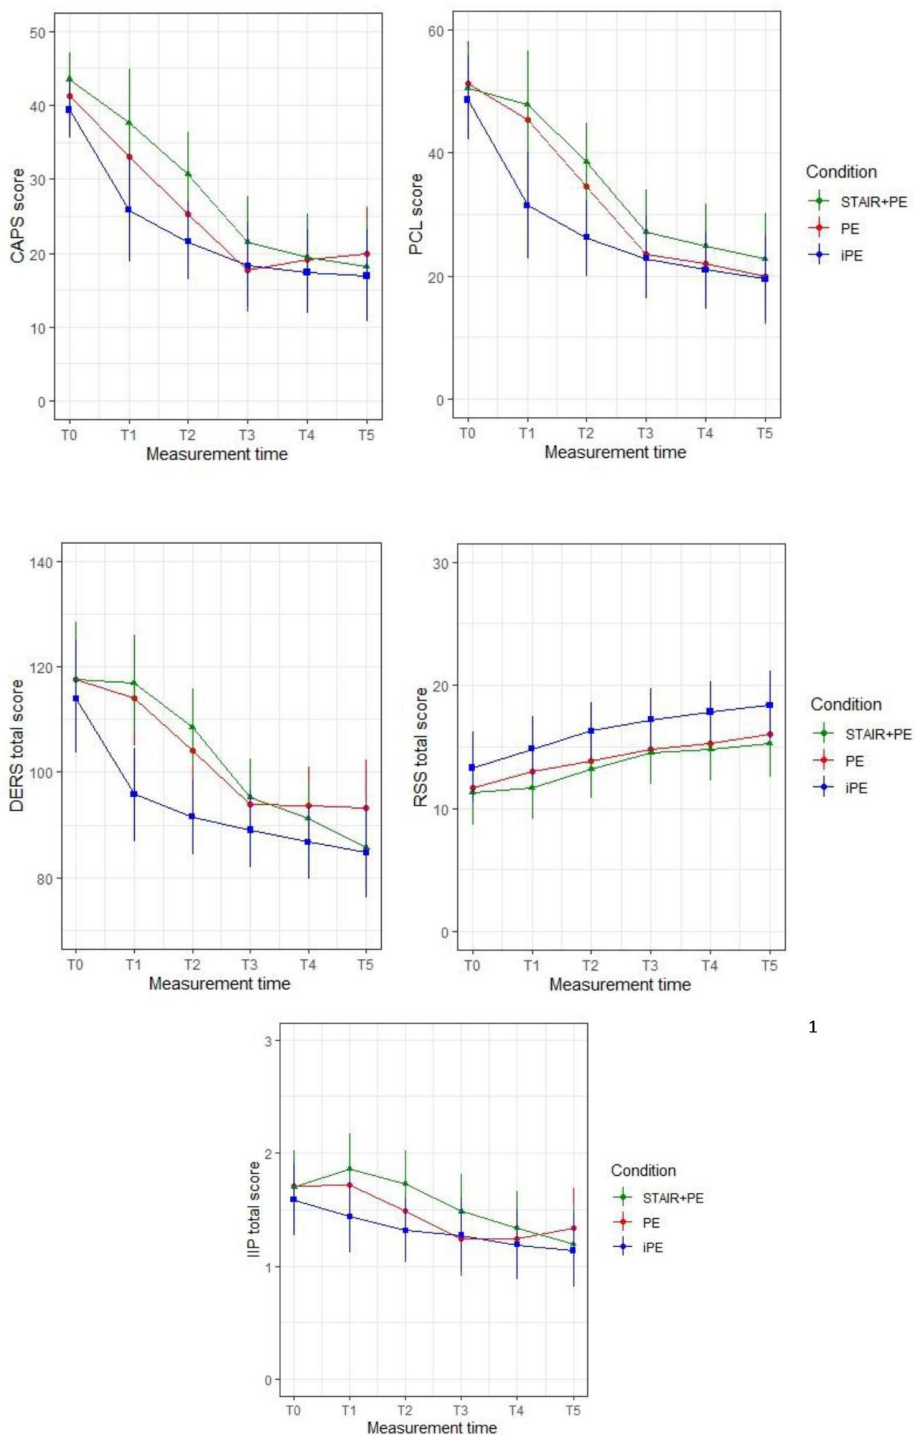 CAPS score
50
40
30
20
10
0
T0 T1 T2 T3 T4 T5
Measurement time
PCL score
60
40
20
0
T0 T1 T2 T3 T4 T5
Measurement time
Condition
STAIR+PE
PE
iPE
DERS total score
140
120
100
80
T0 T1 T2 T3 T4 T5
Measurement time
RSS total score
30
20
10
0
T0 T1 T2 T3 T4 T5
Measurement time
Condition
STAIR+PE
PE
iPE
1
IIP total score
3
2
1
0
T0 T1 T2 T3 T4 T5
Measurement time
Condition
STAIR+PE
PE
iPE